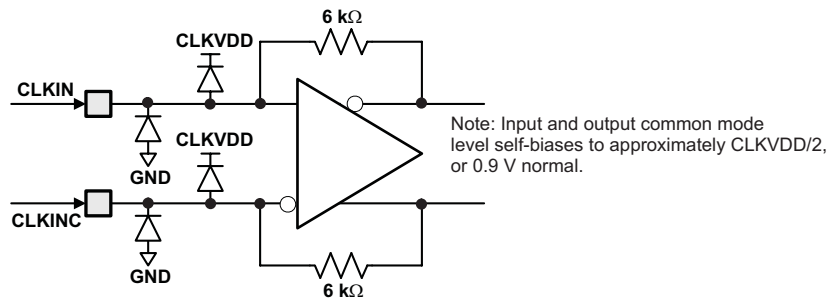 6 kΩ
CLKVDD
CLKIN
CLKVDD
GND
Note: Input and output common mode
level self-biases to approximately CLKVDD/2,
or 0.9 V normal.
CLKINC
GND
6 kΩ